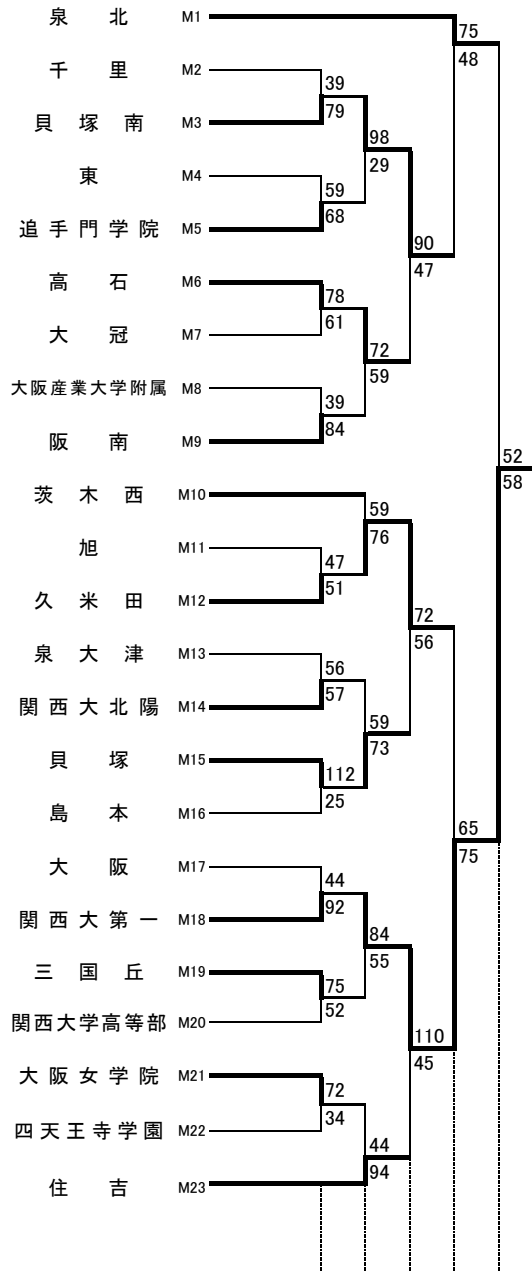 泉北 M1 75
48
千里 M2
39
貝塚南 M3 79
98
29
東 M4
59
追手門学院 M5 68
90
47
高石 M6
78
大冠 M7 61
72
59
大阪産業大学附属 M8
39
阪南 M9 84
52
58
茨木西 M10
59
76
旭 M11
47
久米田 M12 51
72
56
泉大津 M13
56
関西大北陽 M14 57
59
73
貝塚 M15
112
島本 M16 25
65
75
大阪 M17
44
関西大第一 M18 92
84
55
三国丘 M19
75
関西大学高等部 M20 52
110
45
大阪女学院 M21
72
四天王寺学園 M22 34
44
94
住吉 M23